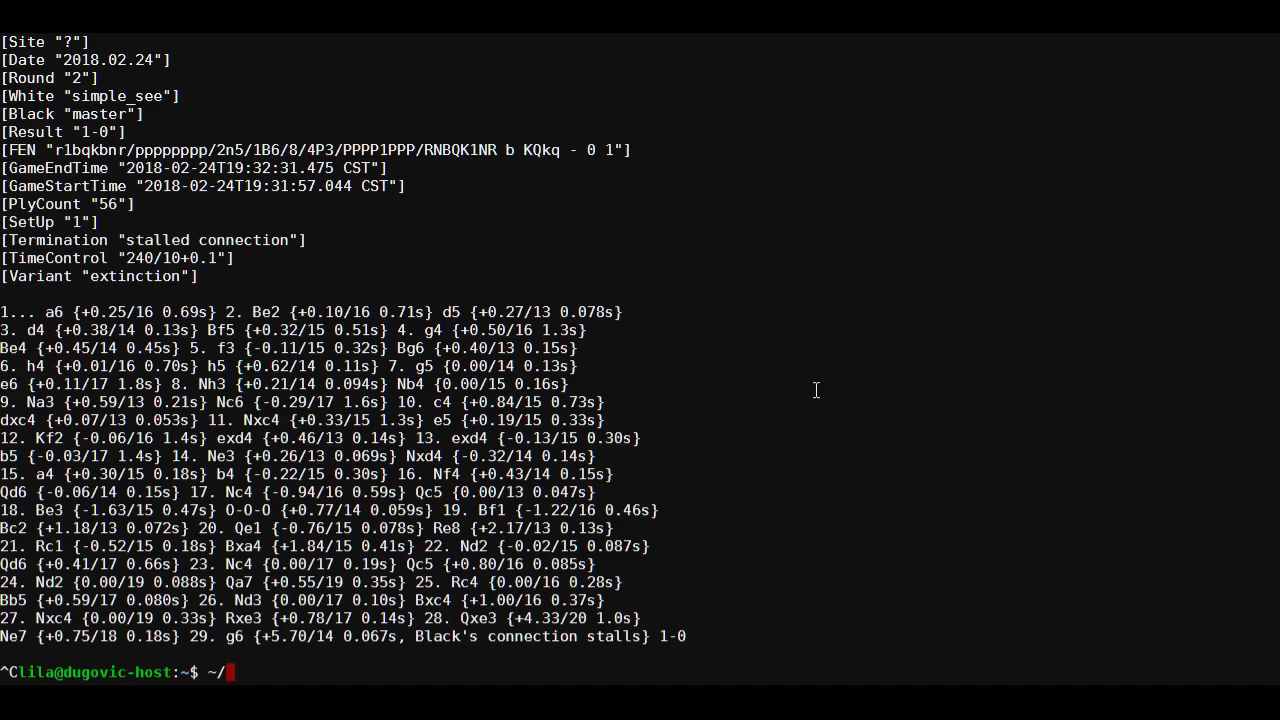 [Site "?"]
[Date "2018.02.24"]
[Round "2"]
[White "simple_see"]
[Black "master"]
[Result "1-0"]
[FEN "r1bqkbnr/pppppppp/2n5/1B6/8/4P3/PPPP1PPP/RNBQK1NR b KQkq - 0 1"]
[GameEndTime "2018-02-24T19:32:31.475 CST"]
[GameStartTime "2018-02-24T19:31:57.044 CST"]
[PlyCount "56"]
[SetUp "1"]
[Termination "stalled connection"]
[TimeControl "240/10+0.1"]
[Variant "extinction"]
1... a6 {+0.25/16 0.69s} 2. Be2 {+0.10/16 0.71s} d5 {+0.27/13 0.078s}
3. d4 {+0.38/14 0.13s} Bf5 {+0.32/15 0.51s} 4. g4 {+0.50/16 1.3s}
Be4 {+0.45/14 0.45s} 5. f3 {-0.11/15 0.32s} Bg6 {+0.40/13 0.15s}
6. h4 {+0.01/16 0.70s} h5 {+0.62/14 0.11s} 7. g5 {0.00/14 0.13s}
e6 {+0.11/17 1.8s} 8. Nh3 {+0.21/14 0.094s} Nb4 {0.00/15 0.16s}
9. Na3 {+0.59/13 0.21s} Nc6 {-0.29/17 1.6s} 10. c4 {+0.84/15 0.73s}
dxc4 {+0.07/13 0.053s} 11. Nxc4 {+0.33/15 1.3s} e5 {+0.19/15 0.33s}
12. Kf2 {-0.06/16 1.4s} exd4 {+0.46/13 0.14s} 13. exd4 {-0.13/15 0.30s}
b5 {-0.03/17 1.4s} 14. Ne3 {+0.26/13 0.069s} Nxd4 {-0.32/14 0.14s}
15. a4 {+0.30/15 0.18s} b4 {-0.22/15 0.30s} 16. Nf4 {+0.43/14 0.15s}
Qd6 {-0.06/14 0.15s} 17. Nc4 {-0.94/16 0.59s} Qc5 {0.00/13 0.047s}
18. Be3 {-1.63/15 0.47s} O-O-O {+0.77/14 0.059s} 19. Bf1 {-1.22/16 0.46s}
Bc2 {+1.18/13 0.072s} 20. Qe1 {-0.76/15 0.078s} Re8 {+2.17/13 0.13s}
21. Rc1 {-0.52/15 0.18s} Bxa4 {+1.84/15 0.41s} 22. Nd2 {-0.02/15 0.087s}
Qd6 {+0.41/17 0.66s} 23. Nc4 {0.00/17 0.19s} Qc5 {+0.80/16 0.085s}
24. Nd2 {0.00/19 0.088s} Qa7 {+0.55/19 0.35s} 25. Rc4 {0.00/16 0.28s}
Bb5 {+0.59/17 0.080s} 26. Nd3 {0.00/17 0.10s} Bxc4 {+1.00/16 0.37s}
27. Nxc4 {0.00/19 0.33s} Rxe3 {+0.78/17 0.14s} 28. Qxe3 {+4.33/20 1.0s}
Ne7 {+0.75/18 0.18s} 29. g6 {+5.70/14 0.067s, Black's connection stalls} 1-0
^Clila@dugovic-host:~$ ~/